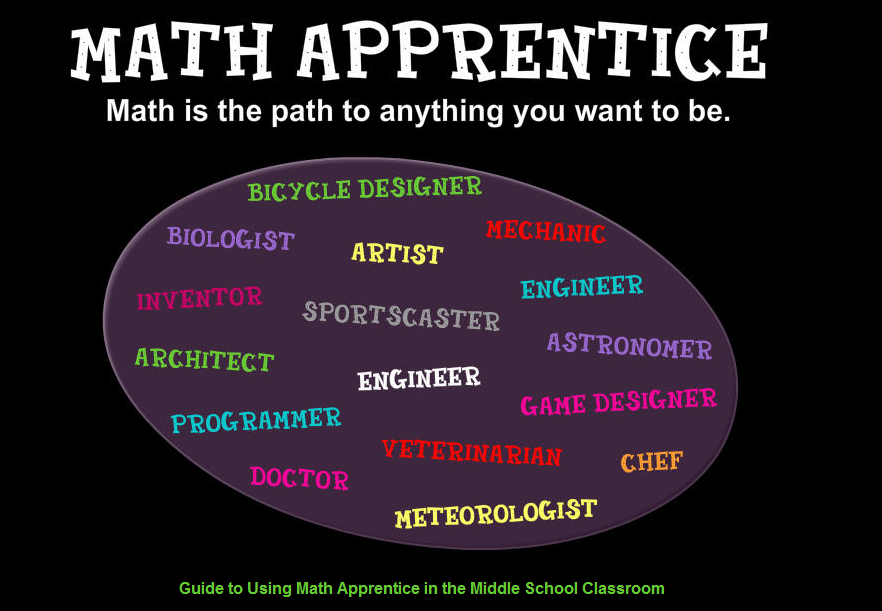 MATH APPRENTICE
Math is the path to anything you want to be.
BICYCLE DESIGNER
BIOLOGIST
ARTIST
MECHANIC
INVENTOR
SPORTSCASTER
ENGINEER
ARCHITECT
ENGINEER
ASTRONOMER
PROGRAMMER
GAME DESIGNER
DOCTOR
VETERINARIAN
CHEF
METEOROLOGIST
Guide to Using Math Apprentice in the Middle School Classroom